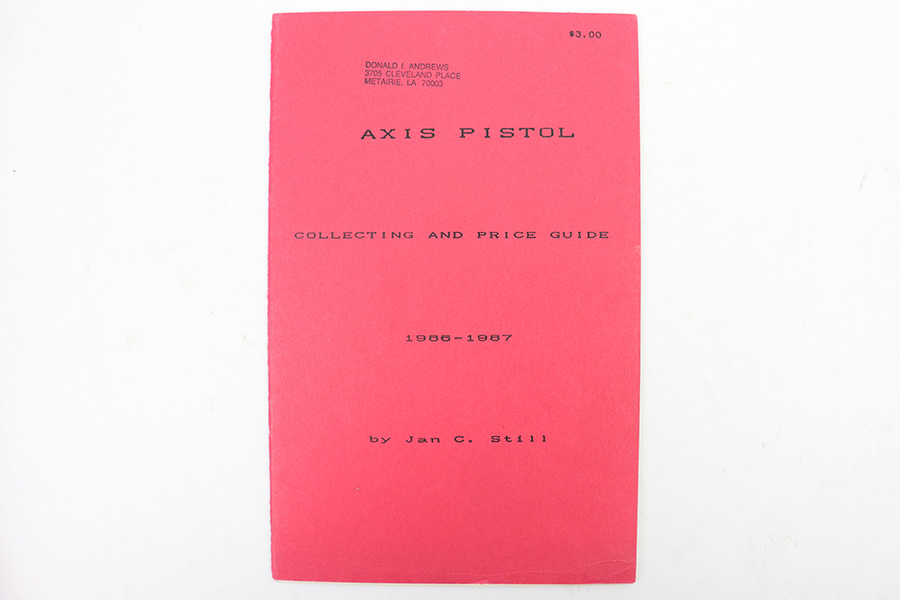 $3.00
DONALD I. ANDREWS
3705 CLEVELAND PLACE
METAIRIE, LA 70003
AXIS PISTOL
COLLECTING AND PRICE GUIDE
1986-1987
by Jan C. Still